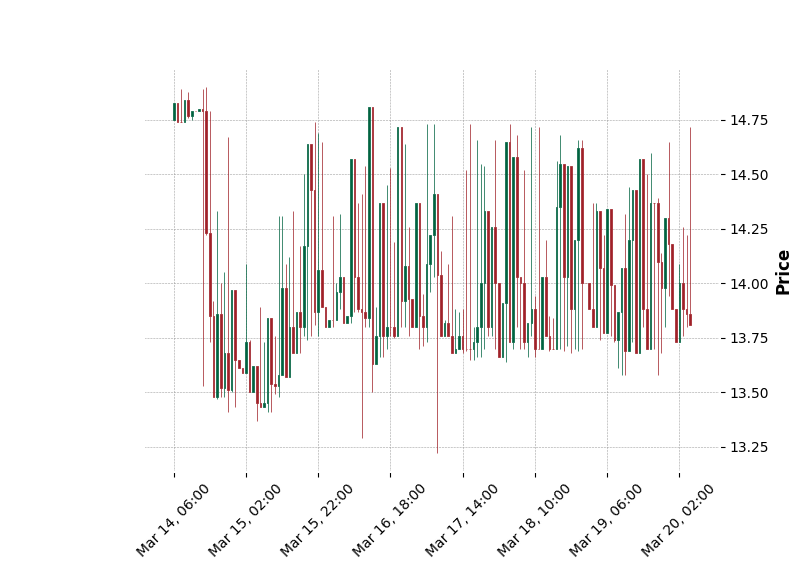 14.75
14.50
14.25
14.00
13.75
13.50
13.25
Price
Mar 14, 06:00
Mar 15, 02:00
Mar 15, 22:00
Mar 16, 18:00
Mar 17, 14:00
Mar 18, 10:00
Mar 19, 06:00
Mar 20, 02:00